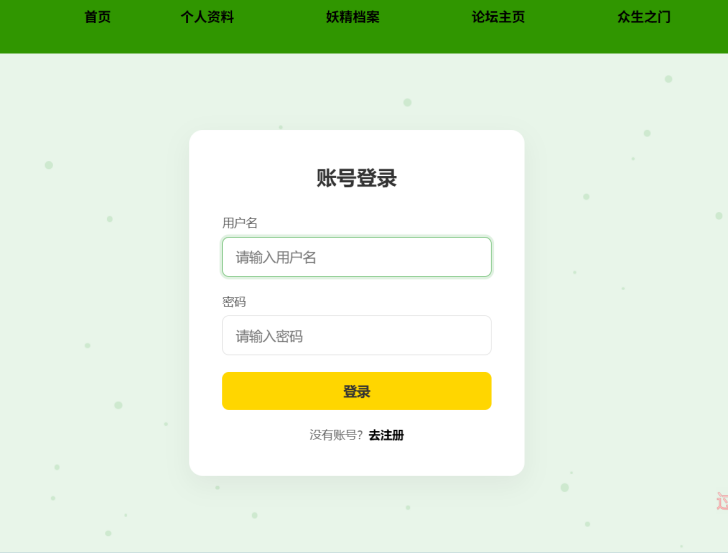 首页 个人资料 妖精档案 论坛主页 众生之门
账号登录
用户名
请输入用户名
密码
请输入密码
登录
没有账号? 去注册